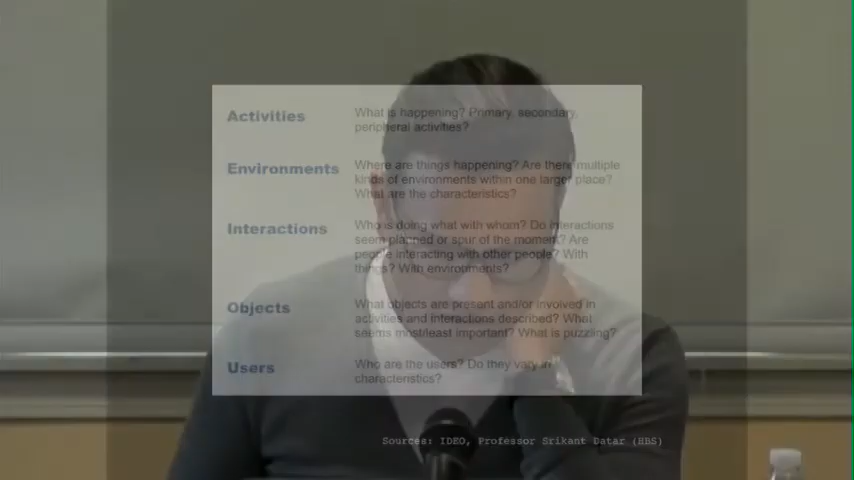 Activities
What is happening? Primary, secondary,
peripheral activities?
Environments
Where are things happening? Are there multiple
kinds of environments within one larger place?
What are the characteristics?
Interactions
Who is doing what with whom? Do interactions
seem planned or spur of the moment? Are
people interacting with other people? With
things? With environments?
Objects
What objects are present and/or involved in
activities and interactions described? What
seems most/least important? What is puzzling?
Users
Who are the users? Do they vary in
characteristics?
Sources: IDEO, Professor Srikant Datar (HBS)